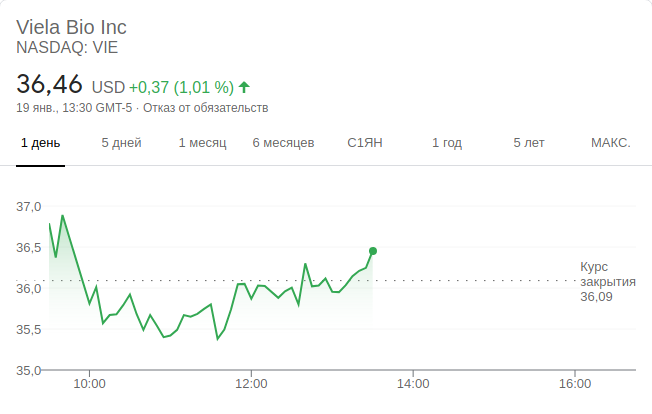 Viela Bio Inc
NASDAQ: VIE
36,46 USD +0,37 (1,01 %)
19 янв., 13:30 GMT-5 · Отказ от обязательств
1 день 5 дней 1 месяц 6 месяцев С1ЯН 1 год 5 лет МАКС.
37,0
36,5
36,0
35,5
35,0
Курс
закрытия
36.09
10:00 12:00 14:00 16:00